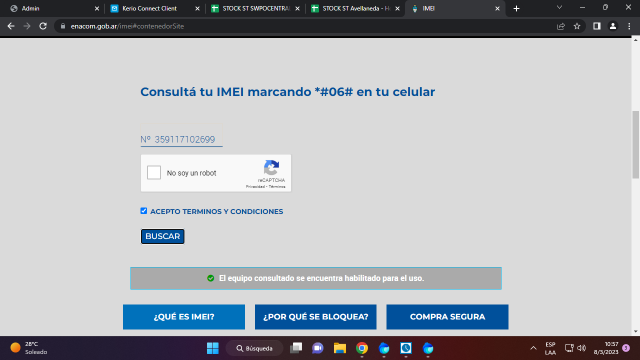 Admin
Kerio Connect Client
STOCK ST SWPOCENTRAL
STOCK ST Avellaneda - H
IMEI
enacom.gob.ar/imei#contenedorSite
Consultá tu IMEI marcando *#06# en tu celular
Nº 359117102699
No soy un robot
reCAPTCHA
Privacidad - Términos
ACEPTO TERMINOS Y CONDICIONES
BUSCAR
El equipo consultado se encuentra habilitado para el uso.
¿QUÉ ES IMEI?
¿POR QUÉ SE BLOQUEA?
COMPRA SEGURA
28°C
Soleado
Búsqueda
ESP
LAA
10:57
8/3/2023